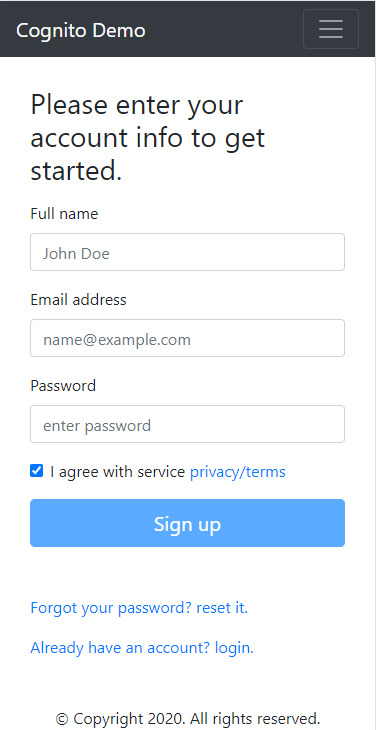 Cognito Demo
Please enter your
account info to get
started.
Full name
John Doe
Email address
name@example.com
Password
enter password
I agree with service privacy/terms
Sign up
Forgot your password? reset it.
Already have an account? login.
© Copyright 2020. All rights reserved.